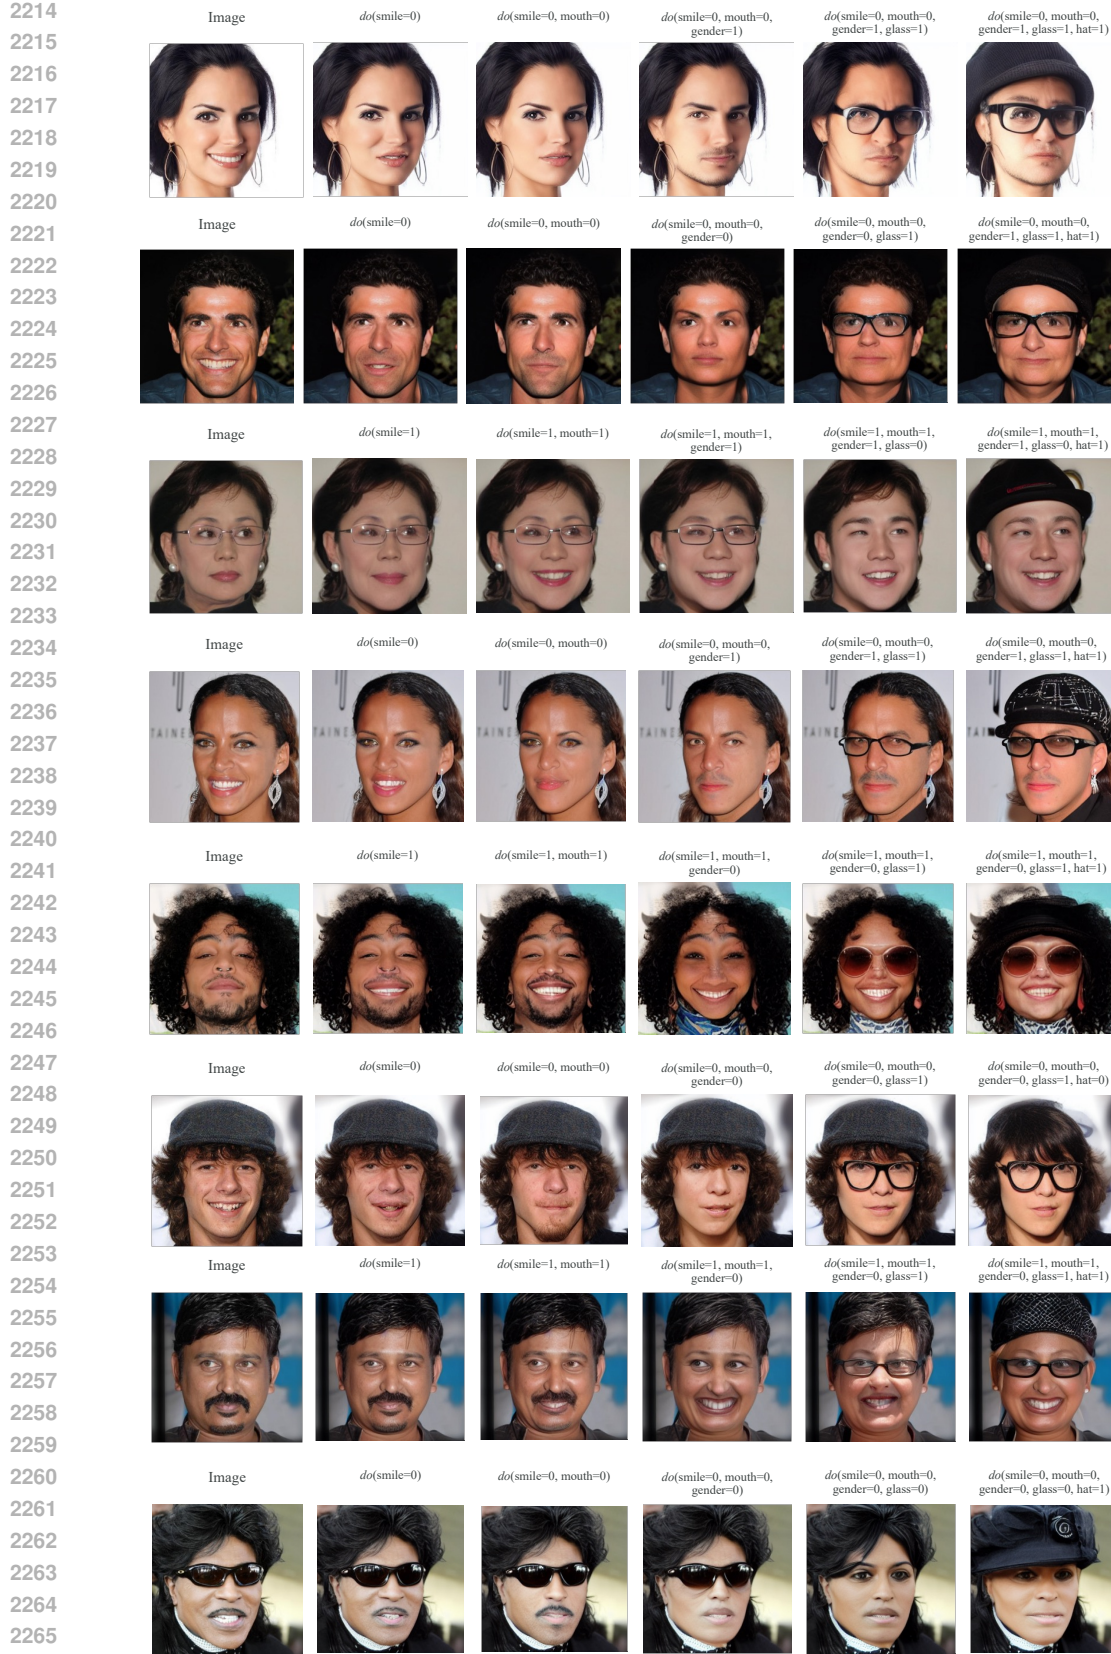 2214
2215
2216
2217
2218
2219
2220
2221
2222
2223
2224
2225
2226
2227
2228
2229
2230
2231
2232
2233
2234
2235
2236
2237
2238
2239
2240
2241
2242
2243
2244
2245
2246
2247
2248
2249
2250
2251
2252
2253
2254
2255
2256
2257
2258
2259
2260
2261
2262
2263
2264
2265
Image
do(smile=0)
do(smile=0, mouth=0)
do(smile=0, mouth=0,
gender=1)
do(smile=0, mouth=0,
gender=1, glass=1)
do(smile=0, mouth=0,
gender=1, glass=1, hat=1)
Image
do(smile=0)
do(smile=0, mouth=0)
do(smile=0, mouth=0,
gender=0)
do(smile=0, mouth=0,
gender=0, glass=1)
do(smile=0, mouth=0,
gender=1, glass=1, hat=1)
Image
do(smile=1)
do(smile=1, mouth=1)
do(smile=1, mouth=1,
gender=1)
do(smile=1, mouth=1,
gender=1, glass=0)
do(smile=1, mouth=1,
gender=1, glass=0, hat=1)
Image
do(smile=0)
do(smile=0, mouth=0)
do(smile=0, mouth=0,
gender=1)
do(smile=0, mouth=0,
gender=1, glass=1)
do(smile=0, mouth=0,
gender=1, glass=1, hat=1)
Image
do(smile=1)
do(smile=1, mouth=1)
do(smile=1, mouth=1,
gender=0)
do(smile=1, mouth=1,
gender=0, glass=1)
do(smile=1, mouth=1,
gender=0, glass=1, hat=1)
Image
do(smile=0)
do(smile=0, mouth=0)
do(smile=0, mouth=0,
gender=0)
do(smile=0, mouth=0,
gender=0, glass=1)
do(smile=0, mouth=0,
gender=0, glass=1, hat=0)
Image
do(smile=1)
do(smile=1, mouth=1)
do(smile=1, mouth=1,
gender=0)
do(smile=1, mouth=1,
gender=0, glass=1)
do(smile=1, mouth=1,
gender=0, glass=1, hat=1)
Image
do(smile=0)
do(smile=0, mouth=0)
do(smile=0, mouth=0,
gender=0)
do(smile=0, mouth=0,
gender=0, glass=0)
do(smile=0, mouth=0,
gender=0, glass=0, hat=1)